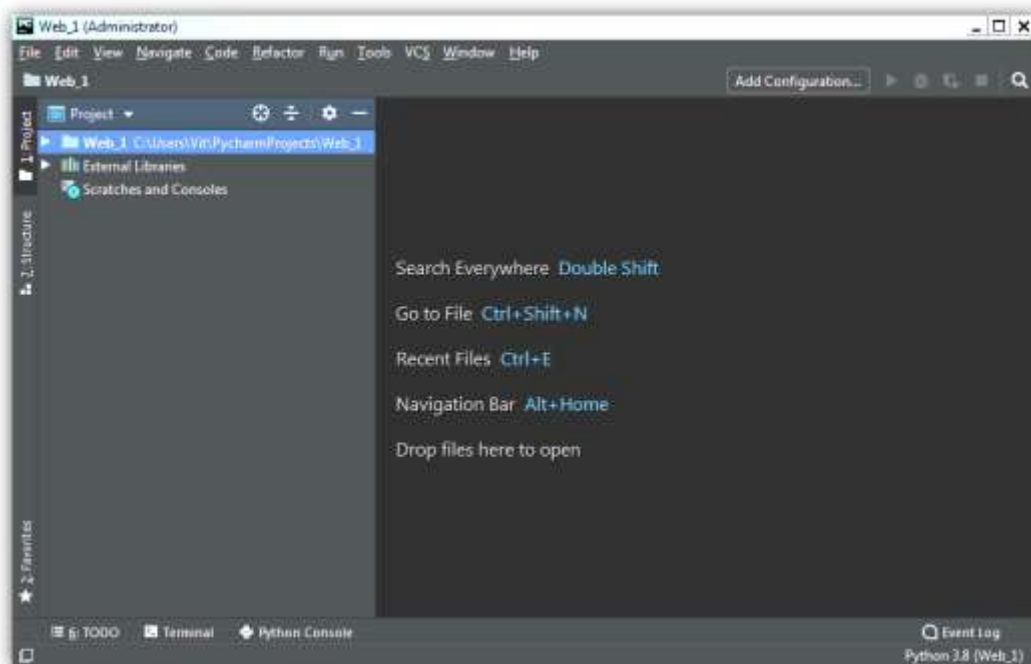 Web_1 (Administrator)
File Edit View Navigate Code Refactor Run Tools VCS Window Help
Web_1
Add Configuration...
1: Project
Project
Web_1 C:\Users\Vit\PycharmProjects\Web_1
External Libraries
Scratches and Consoles
Z: Structure
Search Everywhere Double Shift
Go to File Ctrl+Shift+N
Recent Files Ctrl+E
Navigation Bar Alt+Home
Drop files here to open
2: Favorites
6: TODO Terminal Python Console
Event Log
Python 3.8 (Web_1)